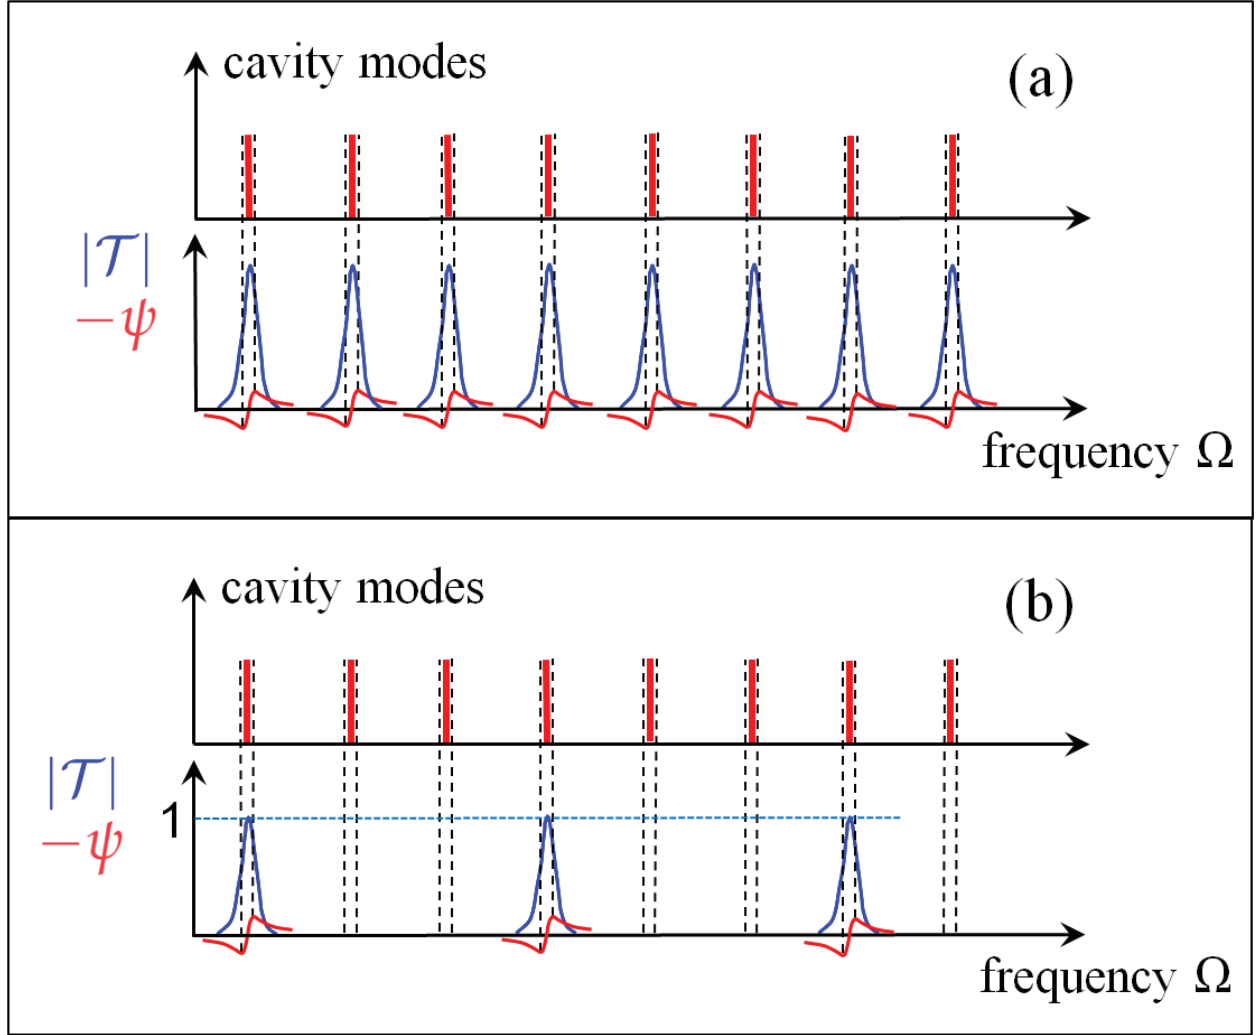 cavity modes
(a)
|𝒯|
−ψ
frequency Ω
cavity modes
(b)
|𝒯|
1
−ψ
frequency Ω